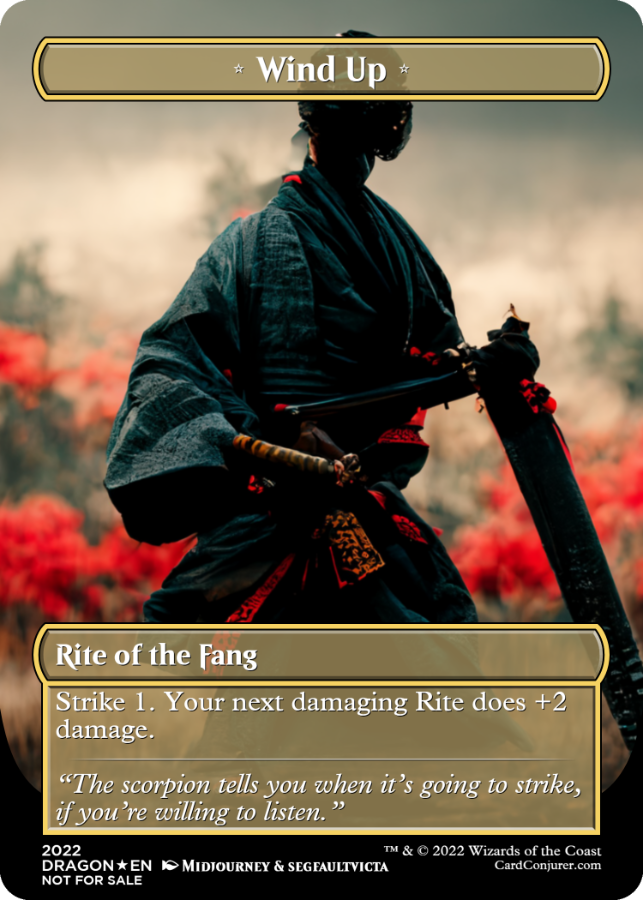 ☆ Wind Up ☆
Rite of the Fang
Strike 1. Your next damaging Rite does +2
damage.
“The scorpion tells you when it’s going to strike,
if you’re willing to listen.”
2022
DRAGON★EN Midjourney & segfaultvicta
NOT FOR SALE
™ & © 2022 Wizards of the Coast
CardConjurer.com